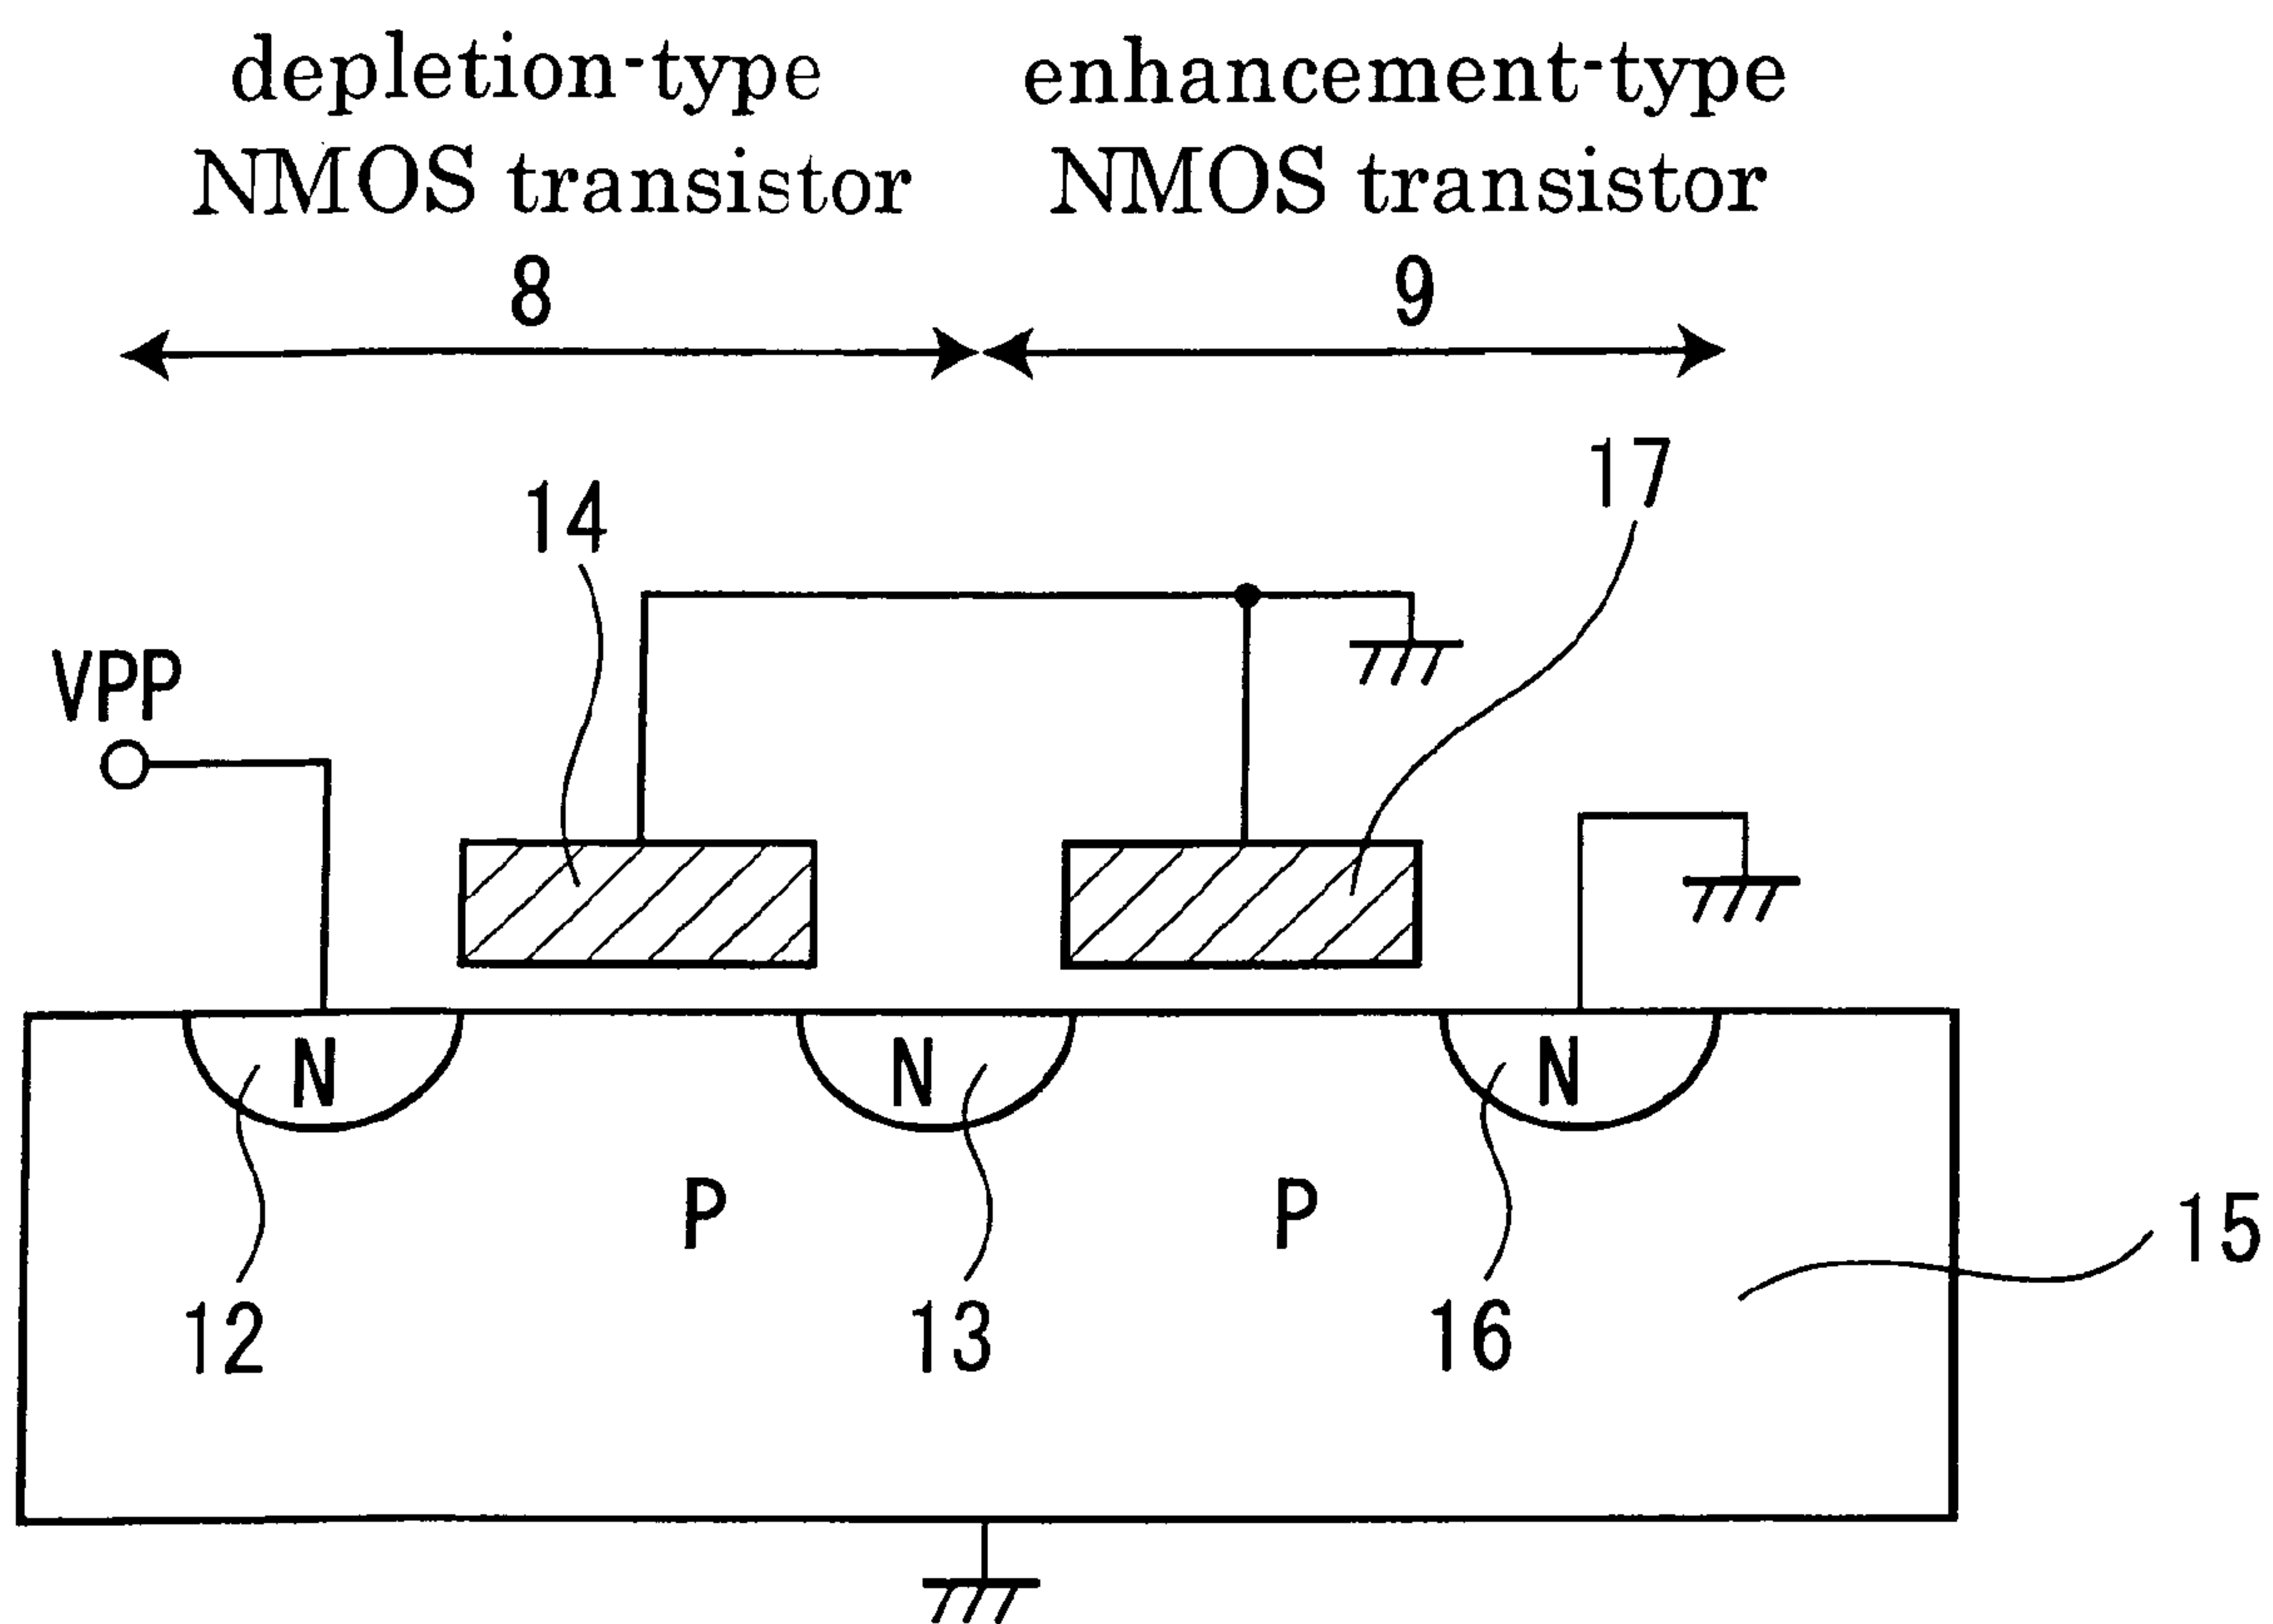 depletion-type enhancement-type
NMOS transistor NMOS transistor
8 9
17
14
VPP
N N N
P P
15
12 13 16